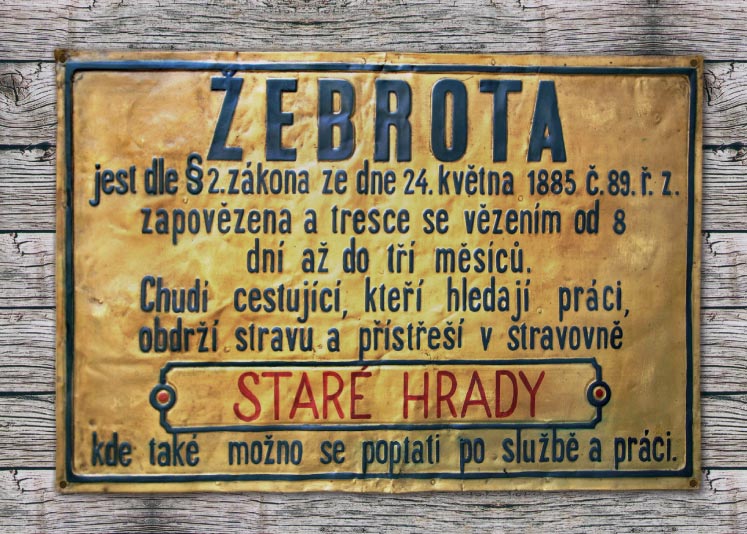 ŽEBROTA
jest dle § 2. zákona ze dne 24. května 1885 č. 89. ř. z.
zapovězena a tresce se vězením od 8
dní až do tří měsíců.
Chudí cestující, kteří hledají práci,
obdrží stravu a přístřeší v stravovně
STARÉ HRADY
kde také možno se poptati po službě a práci.